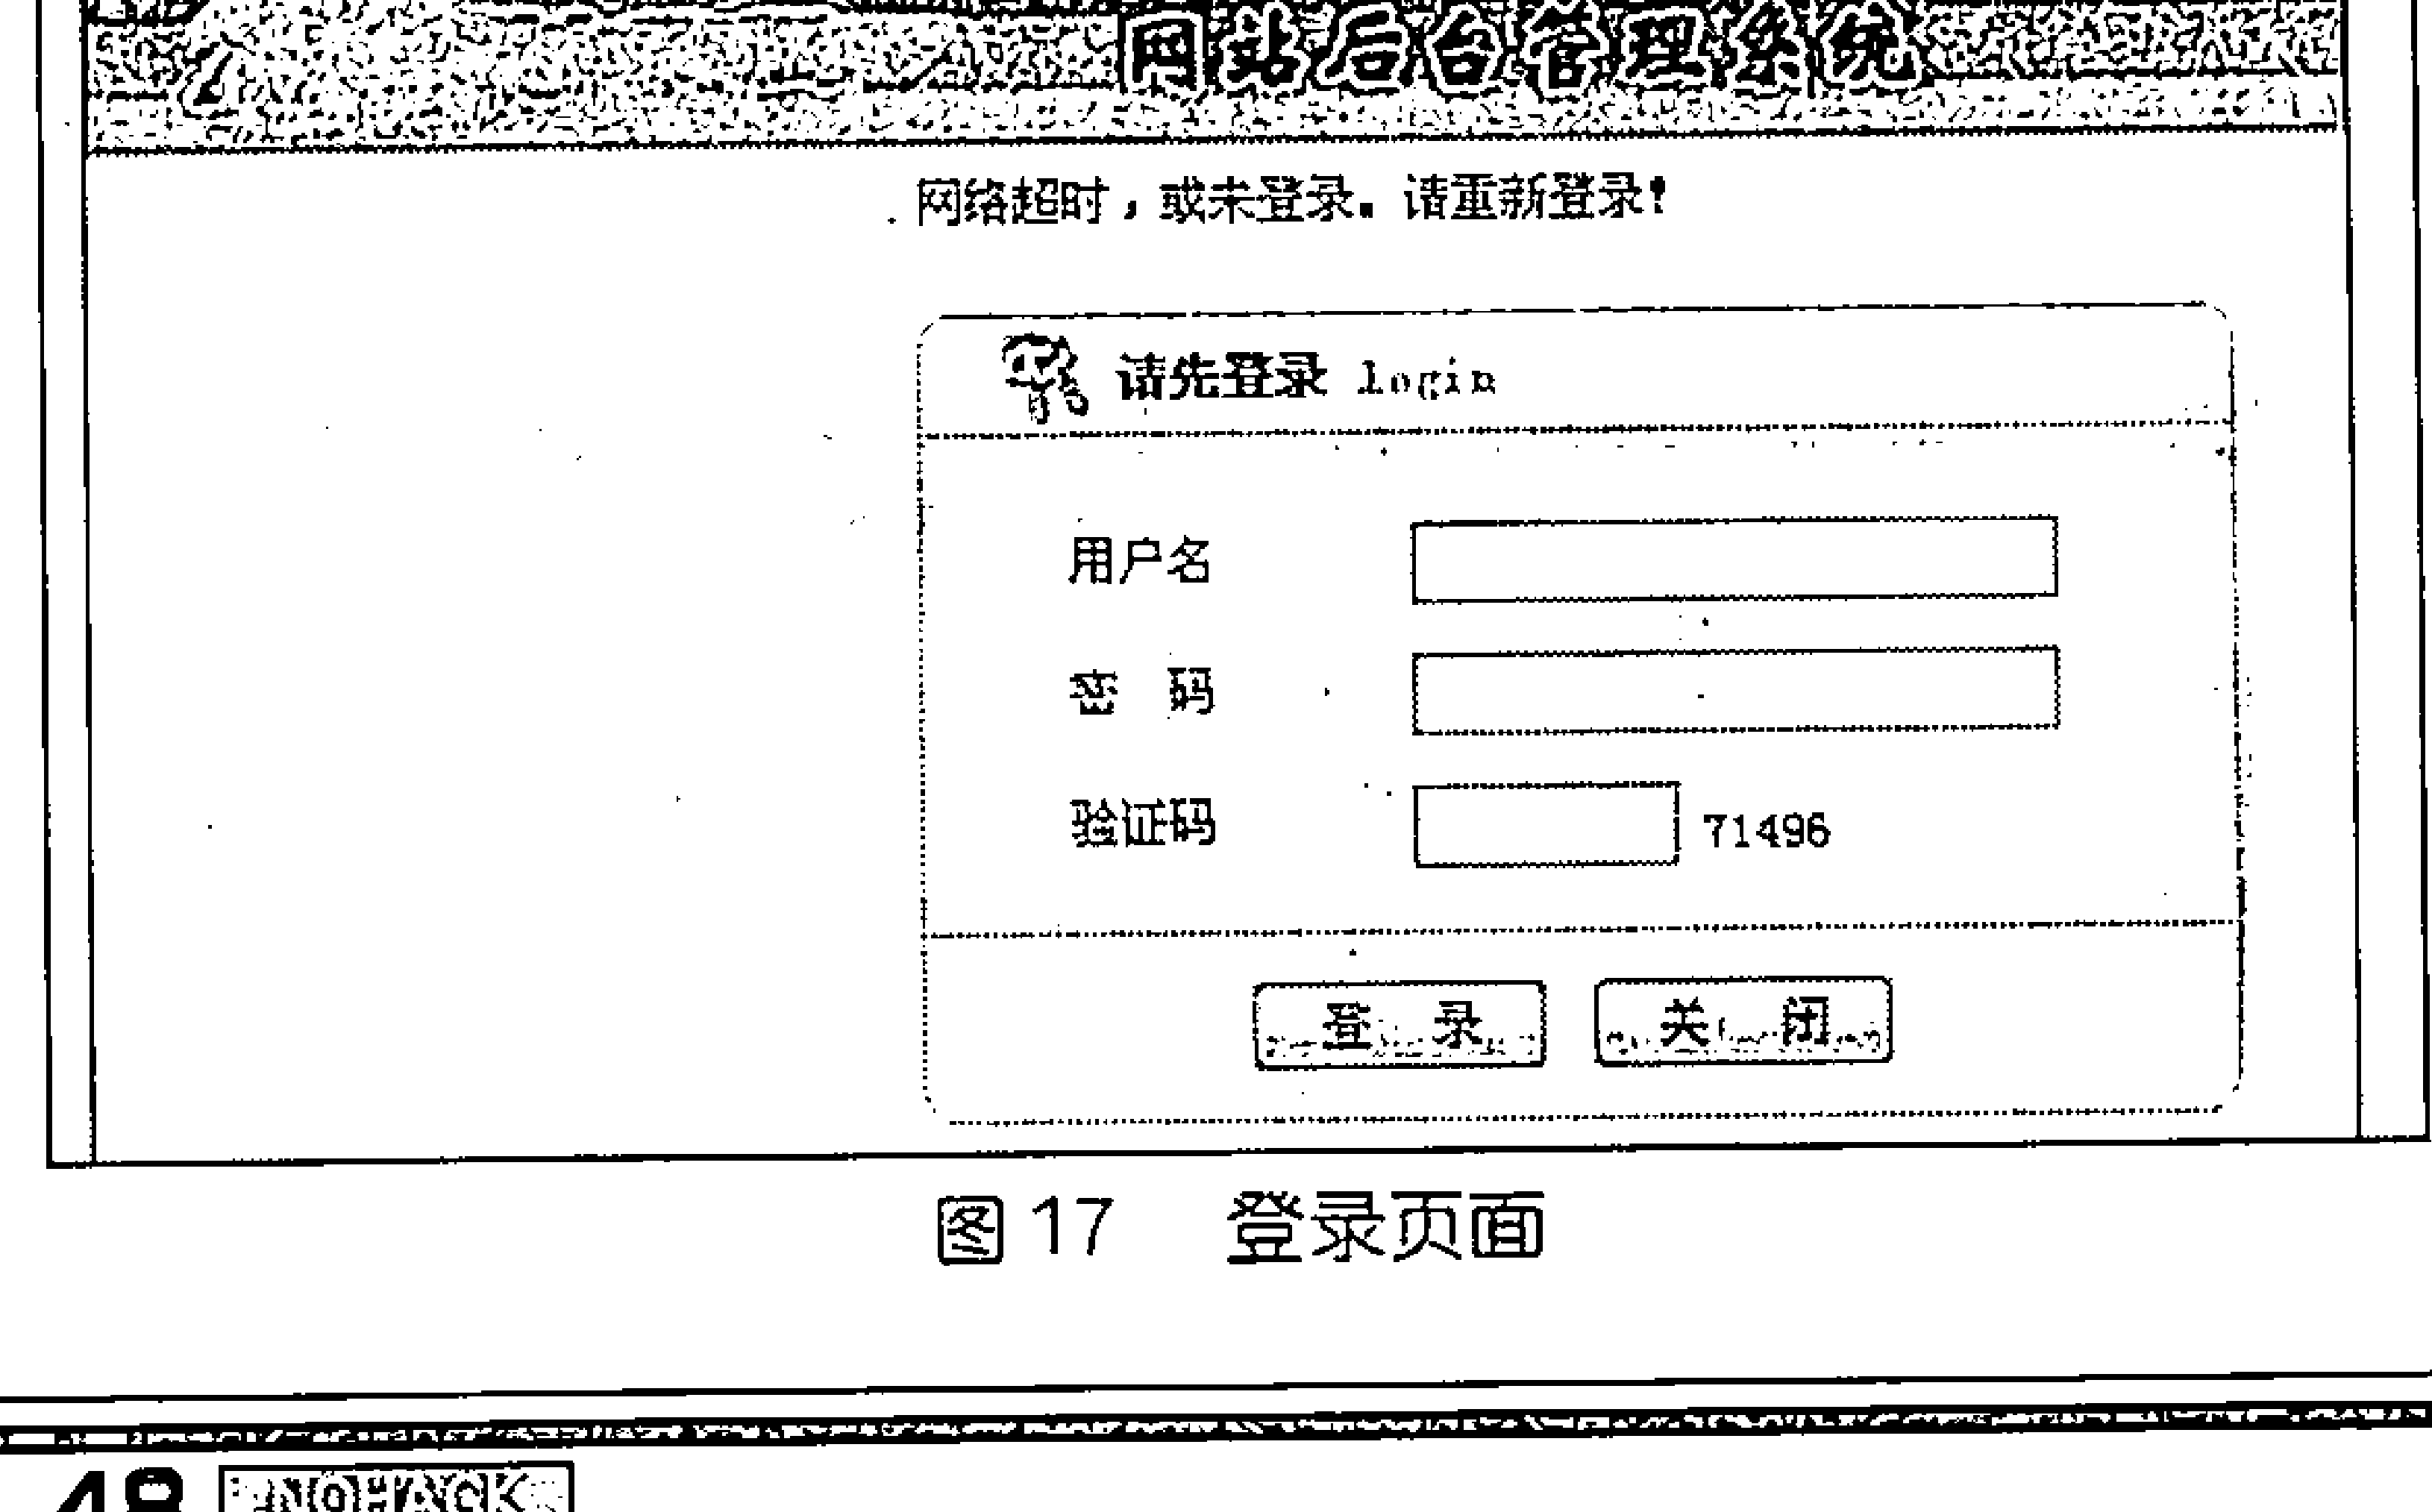 网站后台管理系统
网络超时，或未登录。请重新登录！
请先登录 login
用户名
密 码
验证码 71496
登 录 关 闭
图 17 登录页面
48 NOHACK